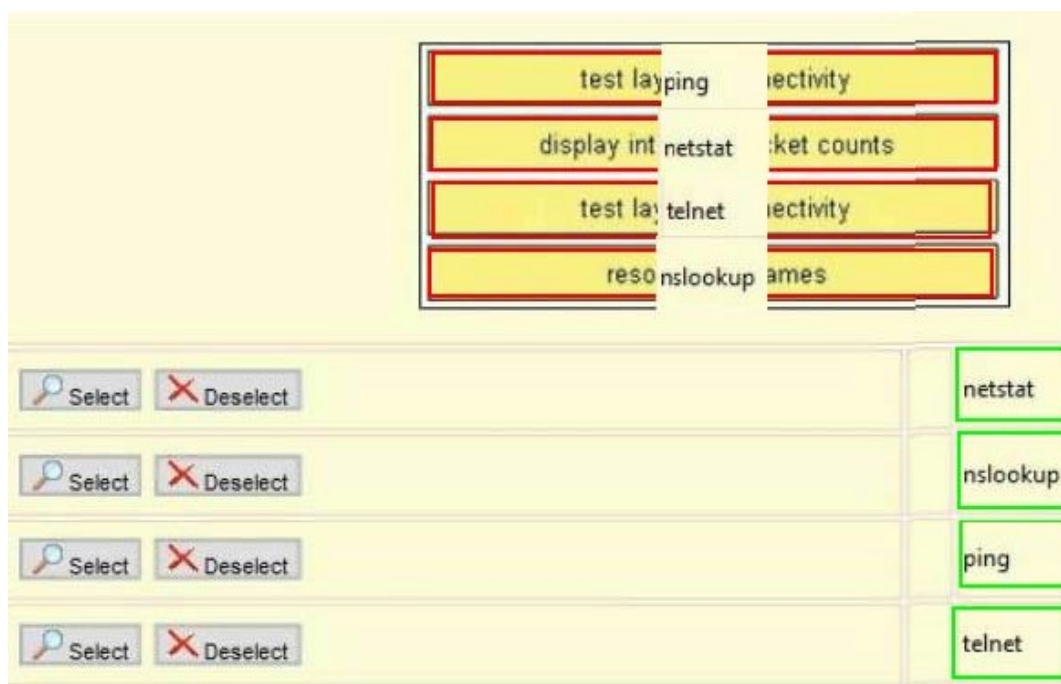 test lay ping ectivity
display int netstat ket counts
test lay telnet ectivity
reso nslookup ames
Select Deselect netstat
Select Deselect nslookup
Select Deselect ping
Select Deselect telnet